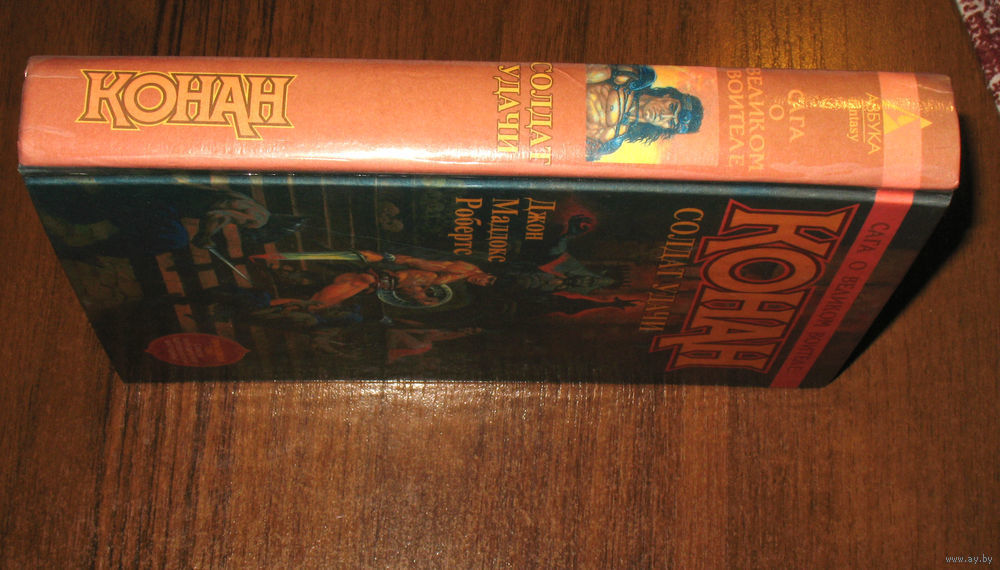 КОНАН
СОЛДАТ
УДАЧИ
САГА
О
ВЕЛИКОМ
ВОИТЕЛЕ
АЗБУКА
fantasy
САГА О ВЕЛИКОМ ВОИТЕЛЕ
КОНАН
СОЛДАТ УДАЧИ
Джон
Маддокс
Робертс
www.ay.by